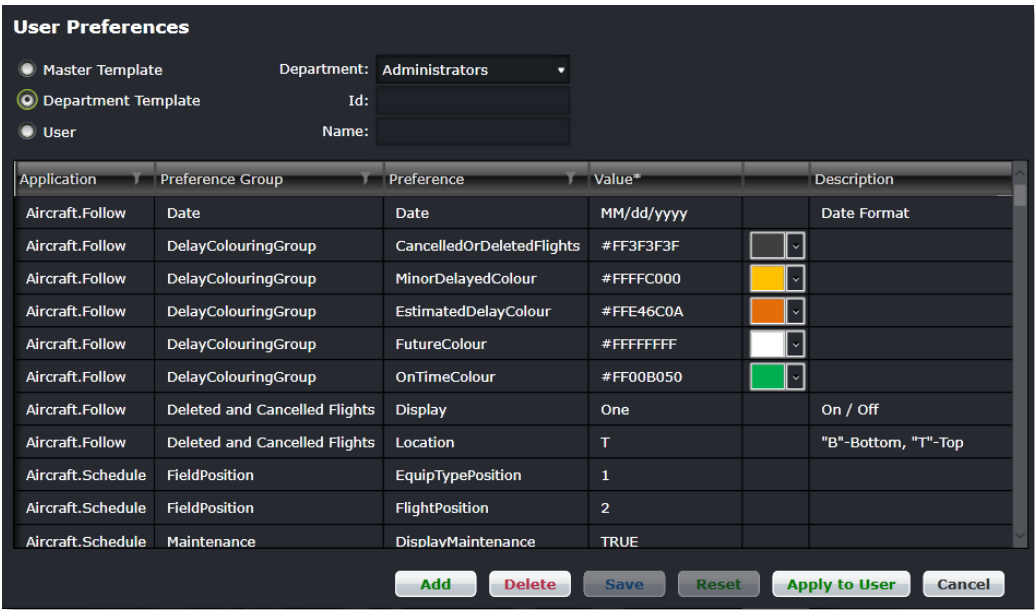 User Preferences
Master Template Department: Administrators
Department Template Id:
User Name:
Application Preference Group Preference Value* Description
Aircraft.Follow Date Date MM/dd/yyyy Date Format
Aircraft.Follow DelayColouringGroup CancelledOrDeletedFlights #FF3F3F3F
Aircraft.Follow DelayColouringGroup MinorDelayedColour #FFFFC000
Aircraft.Follow DelayColouringGroup EstimatedDelayColour #FFE46C0A
Aircraft.Follow DelayColouringGroup FutureColour #FFFFFFFF
Aircraft.Follow DelayColouringGroup OnTimeColour #FF00B050
Aircraft.Follow Deleted and Cancelled Flights Display One On / Off
Aircraft.Follow Deleted and Cancelled Flights Location T "B"-Bottom, "T"-Top
Aircraft.Schedule FieldPosition EquipTypePosition 1
Aircraft.Schedule FieldPosition FlightPosition 2
Aircraft.Schedule Maintenance DisplayMaintenance TRUE
Add Delete Save Reset Apply to User Cancel